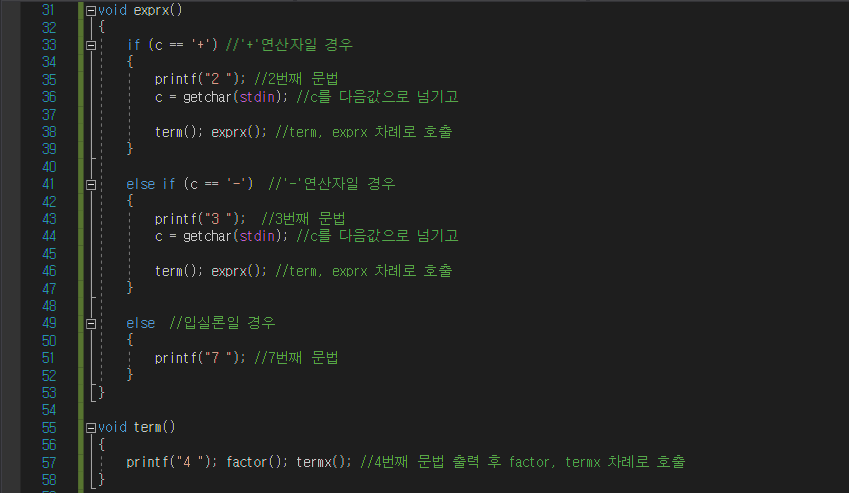 31 void exprx()
32 {
33 if (c == '+') //'+'연산자일 경우
34 {
35 printf("2 "); //2번째 문법
36 c = getchar(stdin); //c를 다음값으로 넘기고
37
38 term(); exprx(); //term, exprx 차례로 호출
39 }
40
41 else if (c == '-') //'-'연산자일 경우
42 {
43 printf("3 "); //3번째 문법
44 c = getchar(stdin); //c를 다음값으로 넘기고
45
46 term(); exprx(); //term, exprx 차례로 호출
47 }
48
49 else //입실론일 경우
50 {
51 printf("7 "); //7번째 문법
52 }
53 }
54
55 void term()
56 {
57 printf("4 "); factor(); termx(); //4번째 문법 출력 후 factor, termx 차례로 호출
58 }